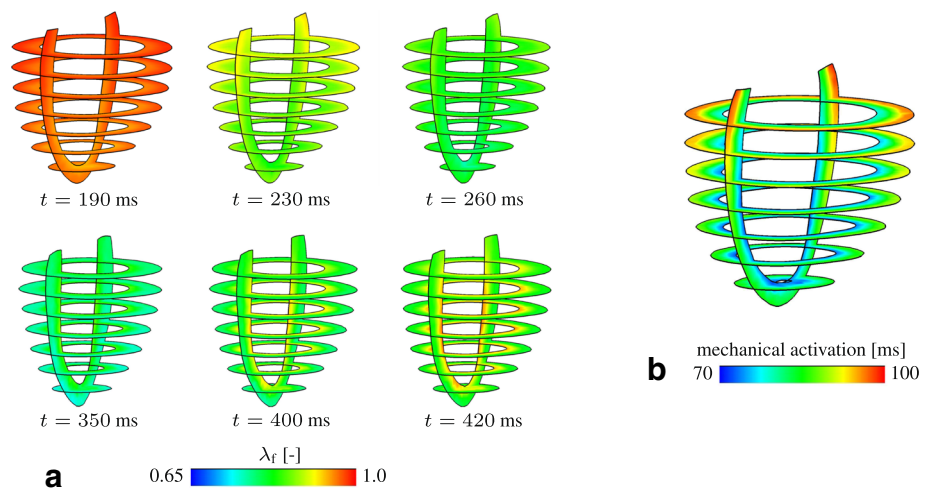 t = 190 ms
t = 230 ms
t = 260 ms
t = 350 ms
t = 400 ms
t = 420 ms
λf [-]
0.65 1.0
a
mechanical activation [ms]
70 100
b